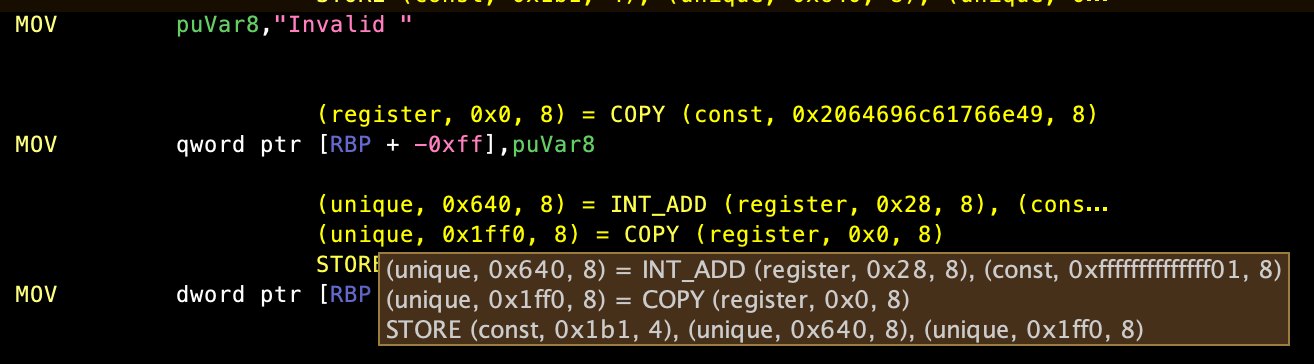 MOV puVar8,"Invalid "
(register, 0x0, 8) = COPY (const, 0x2064696c61766e49, 8)
MOV qword ptr [RBP + -0xff],puVar8
(unique, 0x640, 8) = INT_ADD (register, 0x28, 8), (cons...
(unique, 0x1ff0, 8) = COPY (register, 0x0, 8)
STORE
(unique, 0x640, 8) = INT_ADD (register, 0x28, 8), (const, 0xffffffffffffff01, 8)
(unique, 0x1ff0, 8) = COPY (register, 0x0, 8)
STORE (const, 0x1b1, 4), (unique, 0x640, 8), (unique, 0x1ff0, 8)
MOV dword ptr [RBP